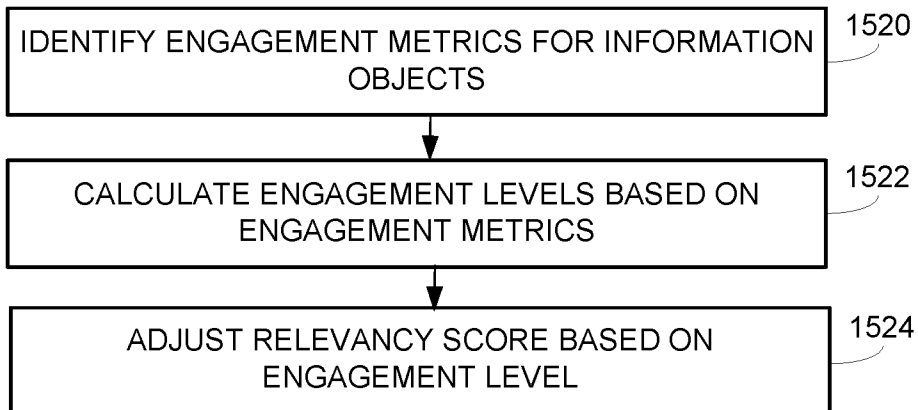 IDENTIFY ENGAGEMENT METRICS FOR INFORMATION
OBJECTS
1520
CALCULATE ENGAGEMENT LEVELS BASED ON
ENGAGEMENT METRICS
1522
ADJUST RELEVANCY SCORE BASED ON
ENGAGEMENT LEVEL
1524